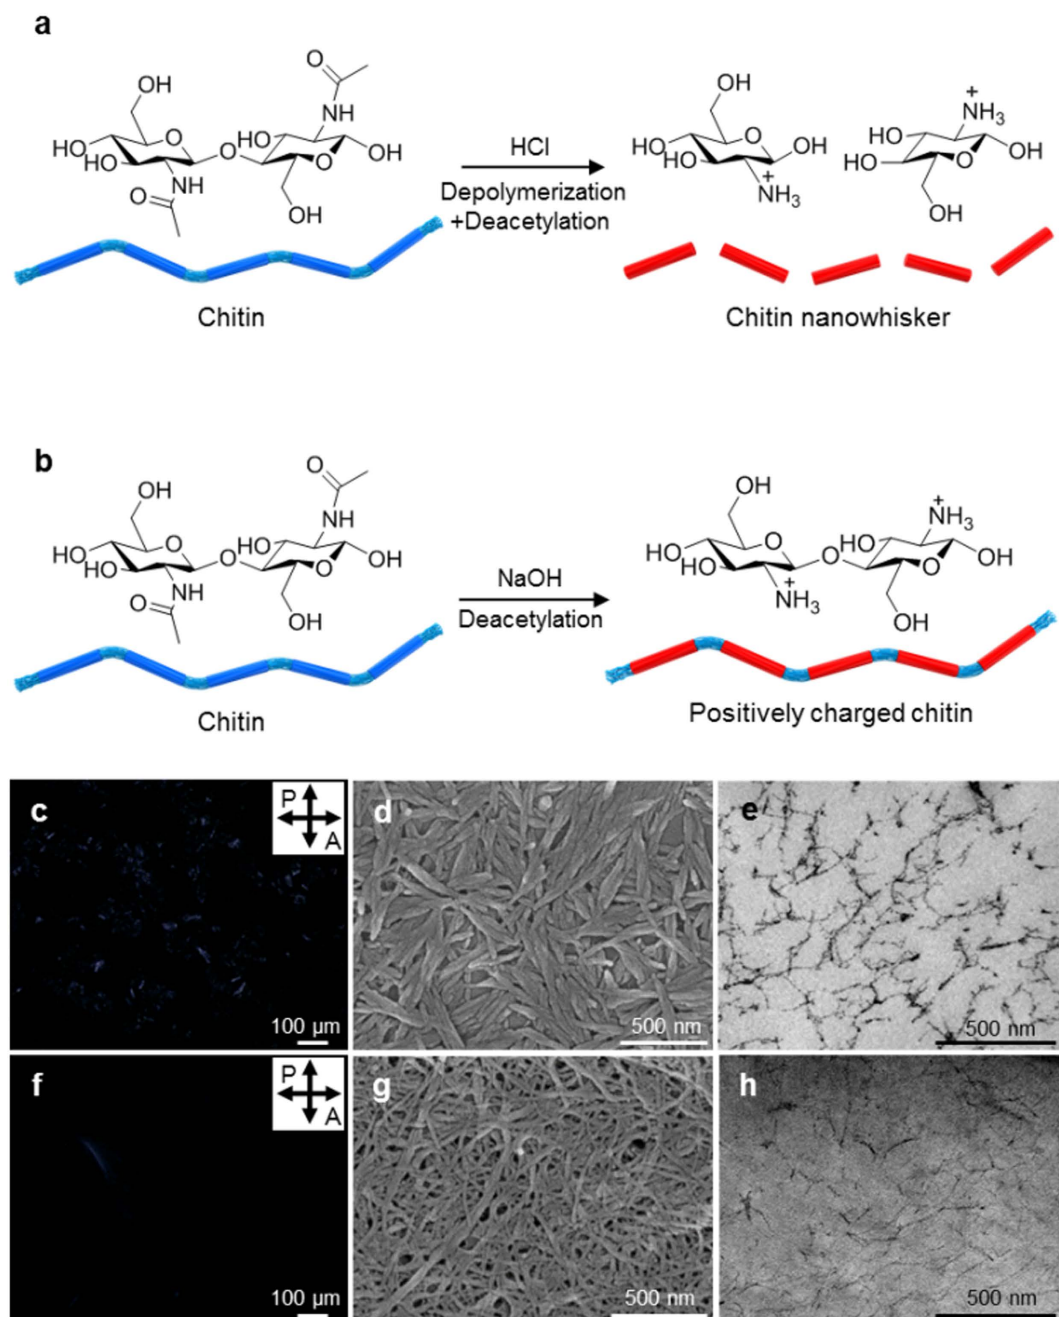 a
OH
O
NH
HO
O
HO
O
HO
O
OH
NH
O
OH
HCl
Depolymerization
+Deacetylation
OH
HO
O
HO
OH
+
NH3
+
NH3
HO
HO
O
OH
OH
Chitin
Chitin nanowhisker
b
OH
O
NH
HO
O
HO
O
HO
O
OH
NH
O
OH
NaOH
Deacetylation
OH
HO
O
HO
O
HO
+
NH3
O
OH
+
NH3
OH
Chitin
Positively charged chitin
c
P
A
100 μm
d
500 nm
e
500 nm
f
P
A
100 μm
g
500 nm
h
500 nm